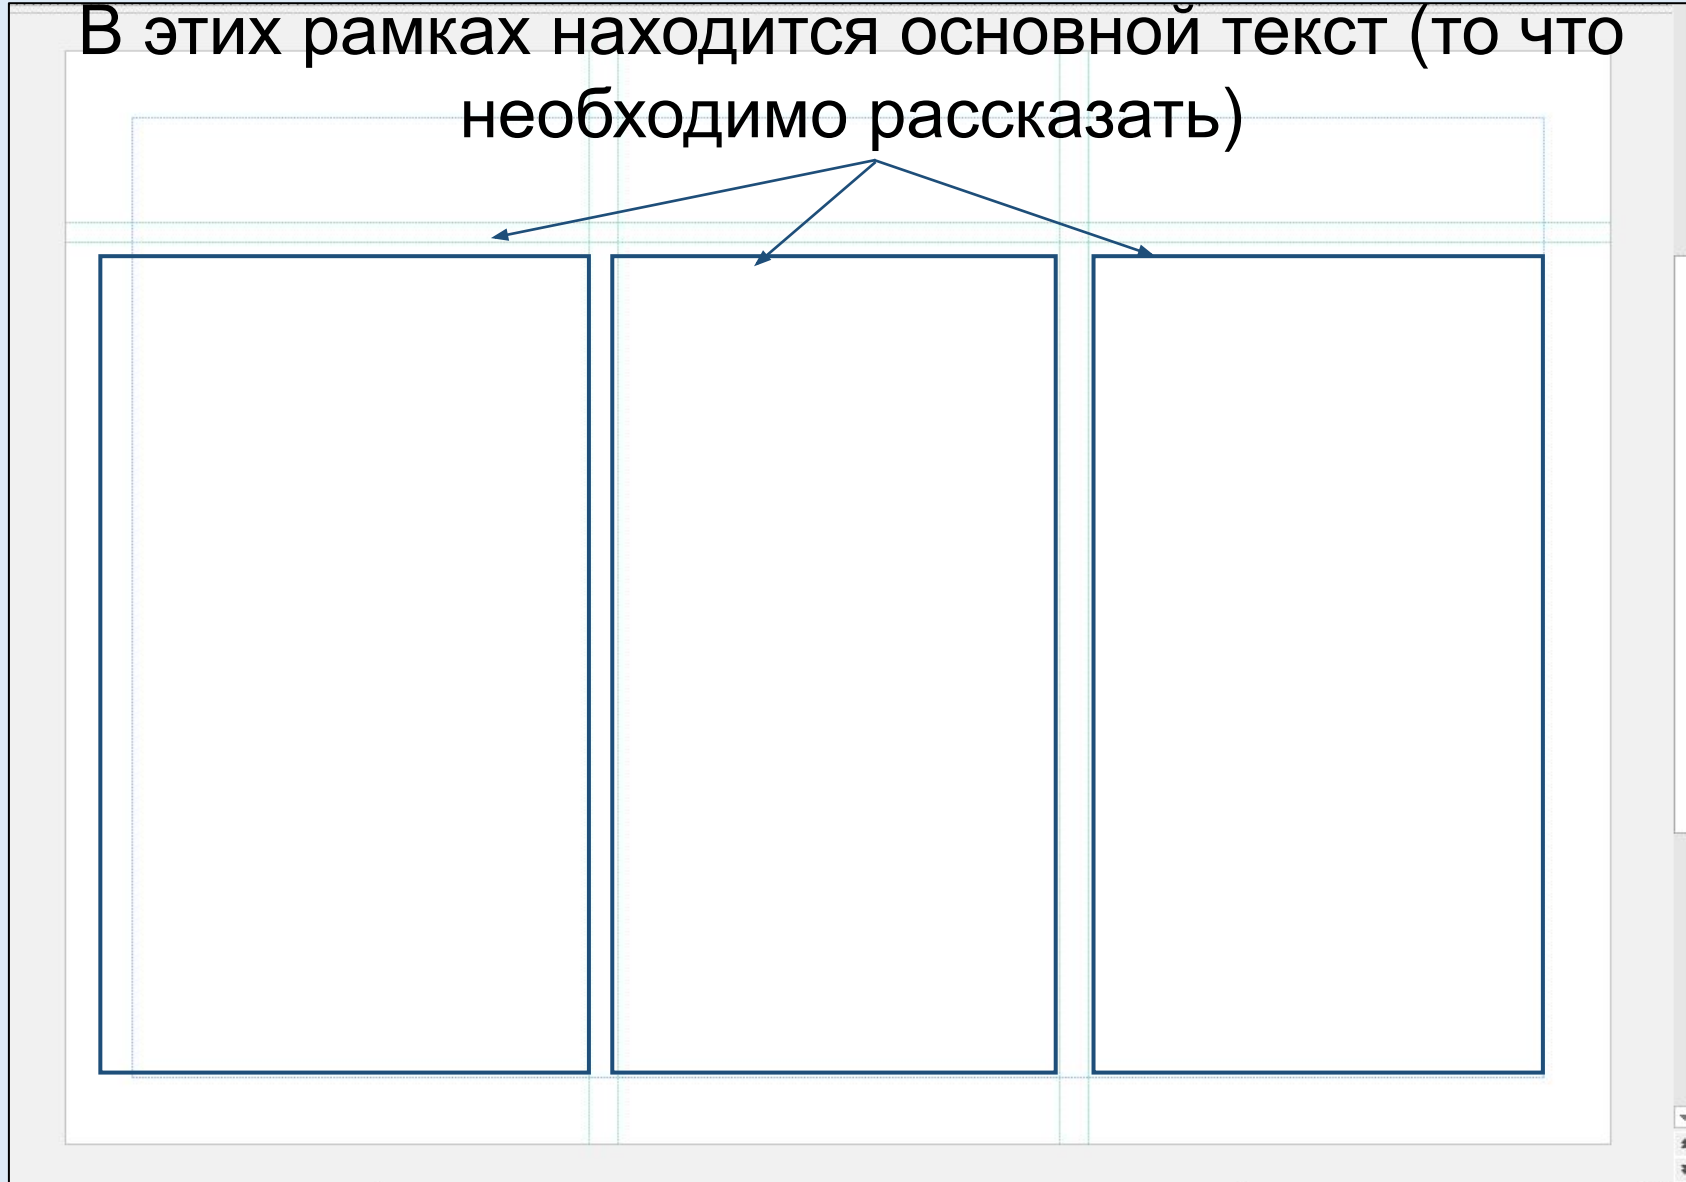 В этих рамках находится основной текст (то что
необходимо рассказать)